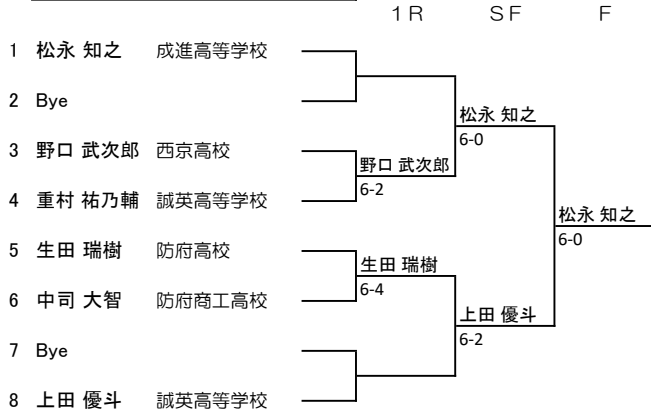 1R SF F
1 松永 知之 成進高等学校
2 Bye
松永 知之
6-0
3 野口 武次郎 西京高校
野口 武次郎
6-2
4 重村 祐乃輔 誠英高等学校
松永 知之
6-0
5 生田 瑞樹 防府高校
生田 瑞樹
6-4
6 中司 大智 防府商工高校
上田 優斗
6-2
7 Bye
8 上田 優斗 誠英高等学校